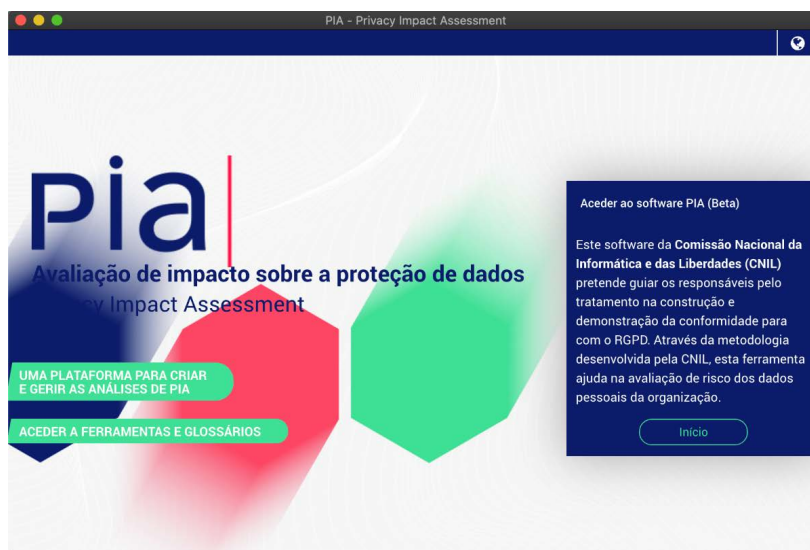 PIA - Privacy Impact Assessment
pia
Avaliação de impacto sobre a proteção de dados
Impact Assessment
UMA PLATAFORMA PARA CRIAR
E GERIR AS ANÁLISES DE PIA
ACEDER A FERRAMENTAS E GLOSSÁRIOS
Aceder ao software PIA (Beta)
Este software da Comissão Nacional da
Informática e das Liberdades (CNIL)
pretende guiar os responsáveis pelo
tratamento na construção e
demonstração da conformidade para
com o RGPD. Através da metodologia
desenvolvida pela CNIL, esta ferramenta
ajuda na avaliação de risco dos dados
pessoais da organização.
Início